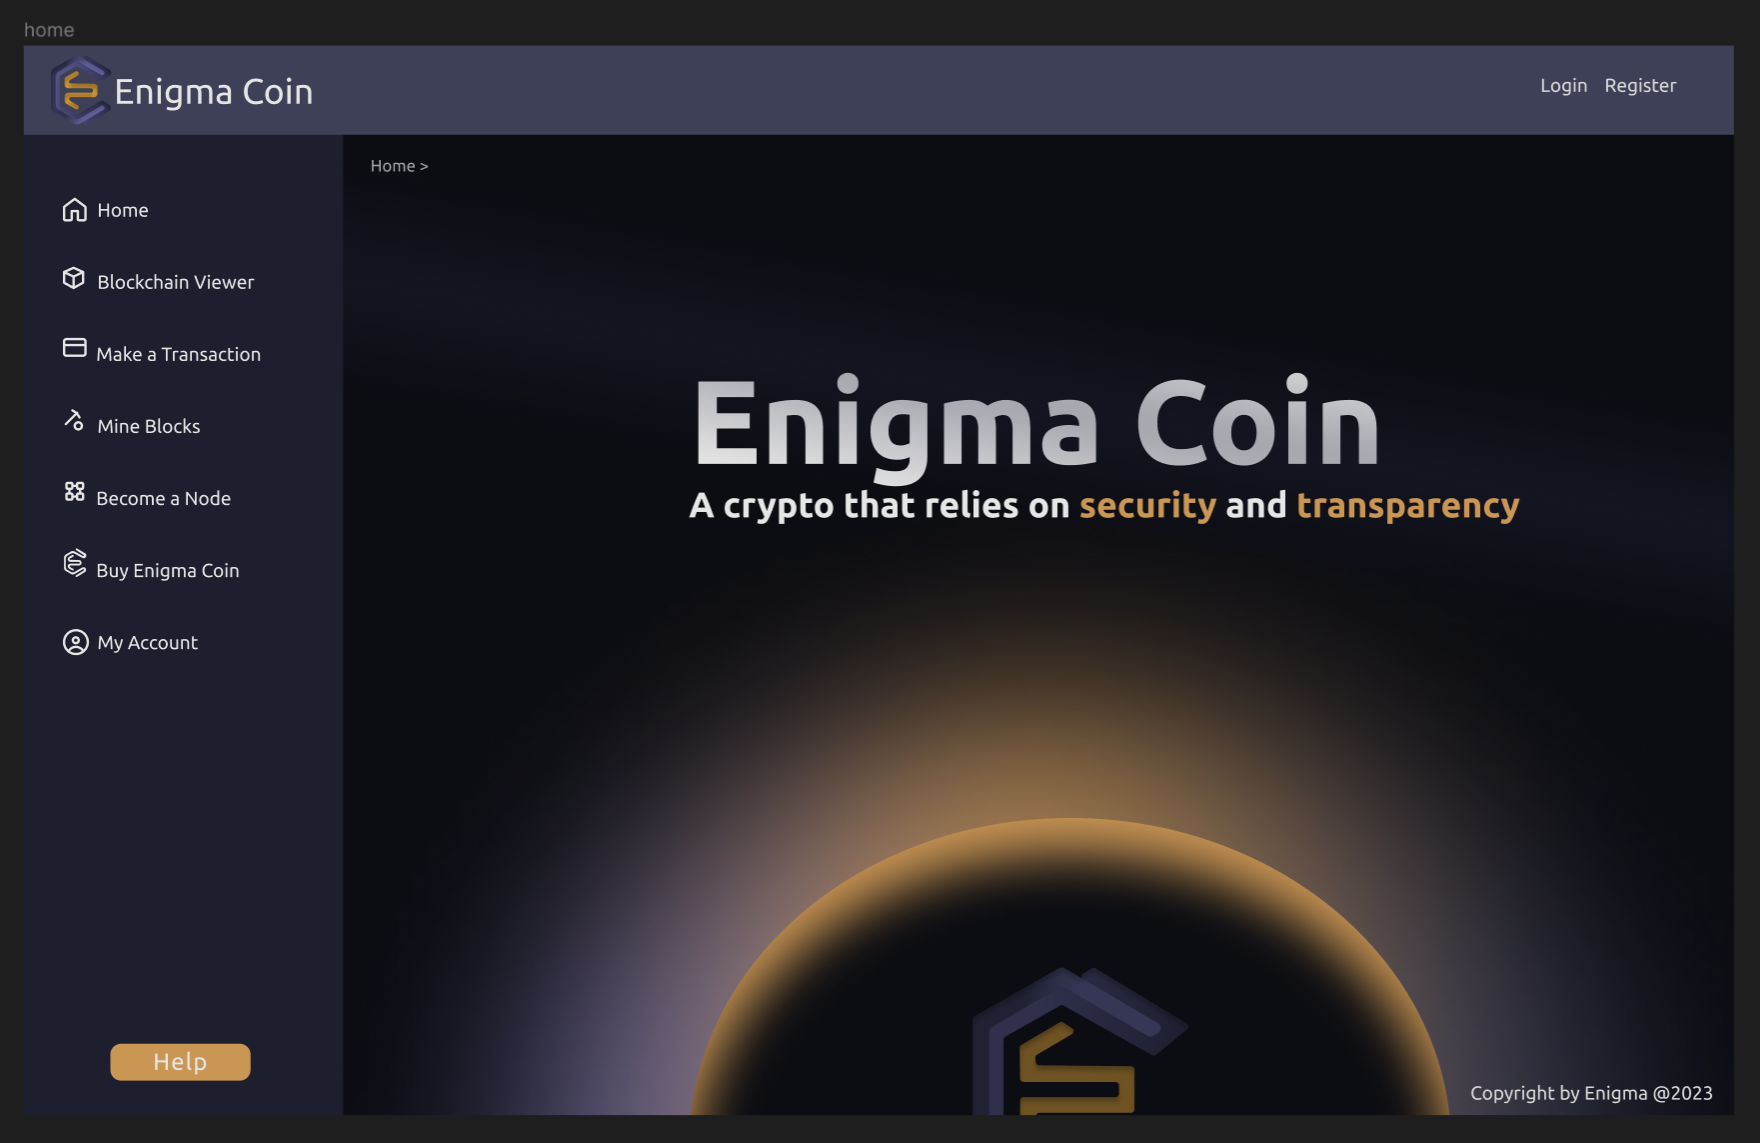 home
Enigma Coin
Login Register
Home >
Home
Blockchain Viewer
Make a Transaction
Mine Blocks
Become a Node
Buy Enigma Coin
My Account
Enigma Coin
A crypto that relies on security and transparency
Help
Copyright by Enigma @2023